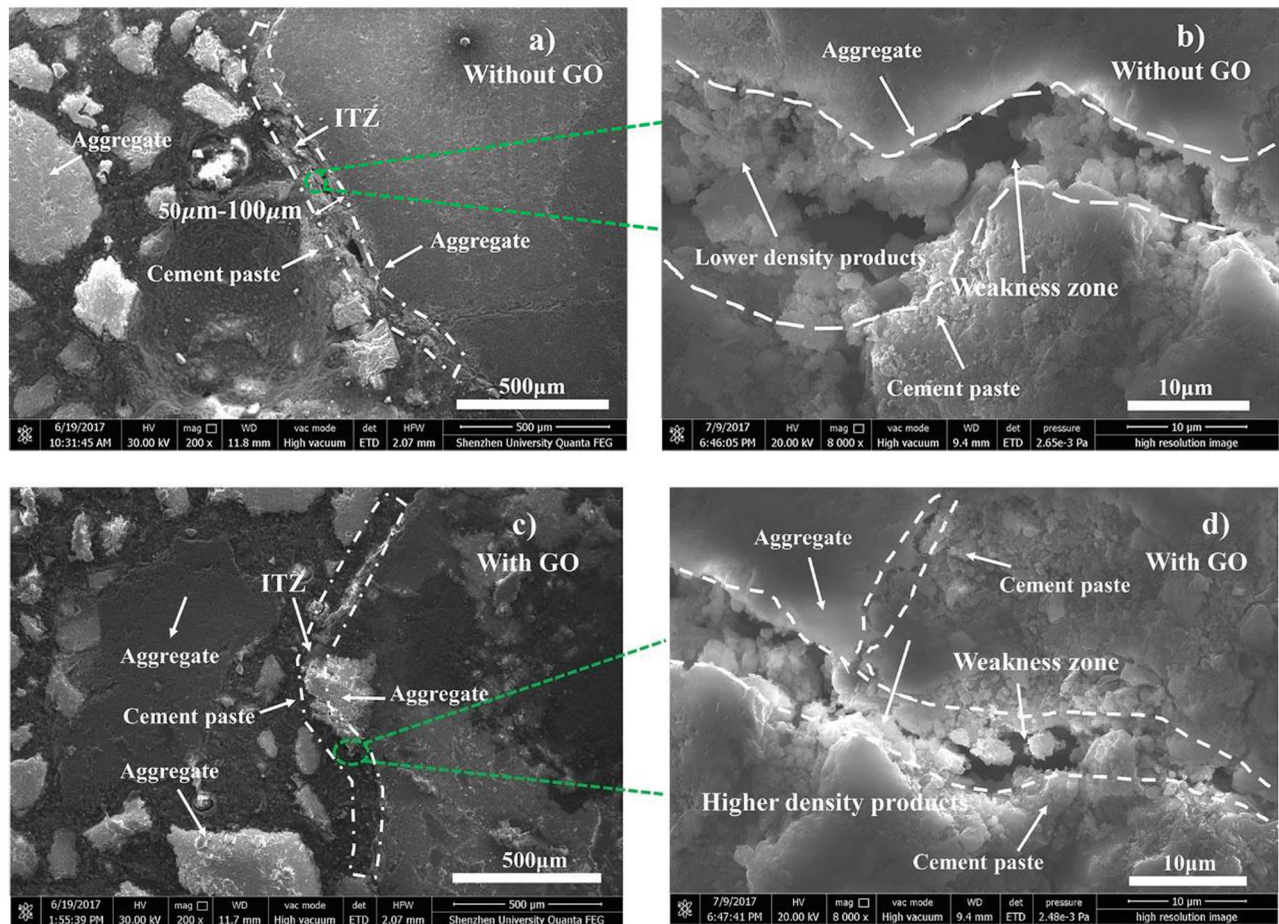 a)
Without GO
Aggregate
ITZ
50µm-100µm
Aggregate
Cement paste
500µm
6/19/2017 HV mag WD vac mode det HFW 500 µm
10:31:45 AM 30.00 kV 200 x 11.8 mm High vacuum ETD 2.07 mm Shenzhen University Quanta FEG
b)
Without GO
Aggregate
Lower density products
Weakness zone
Cement paste
10µm
7/9/2017 HV mag WD vac mode det pressure 10 µm
6:46:05 PM 20.00 kV 8 000 x 9.4 mm High vacuum ETD 2.65e-3 Pa high resolution image
c)
With GO
ITZ
Aggregate
Aggregate
Cement paste
Aggregate
500µm
6/19/2017 HV mag WD vac mode det HFW 500 µm
1:55:39 PM 30.00 kV 200 x 11.7 mm High vacuum ETD 2.07 mm Shenzhen University Quanta FEG
d)
With GO
Aggregate
Cement paste
Weakness zone
Higher density products
Cement paste
10µm
7/9/2017 HV mag WD vac mode det pressure 10 µm
6:47:41 PM 20.00 kV 8 000 x 9.4 mm High vacuum ETD 2.48e-3 Pa high resolution image